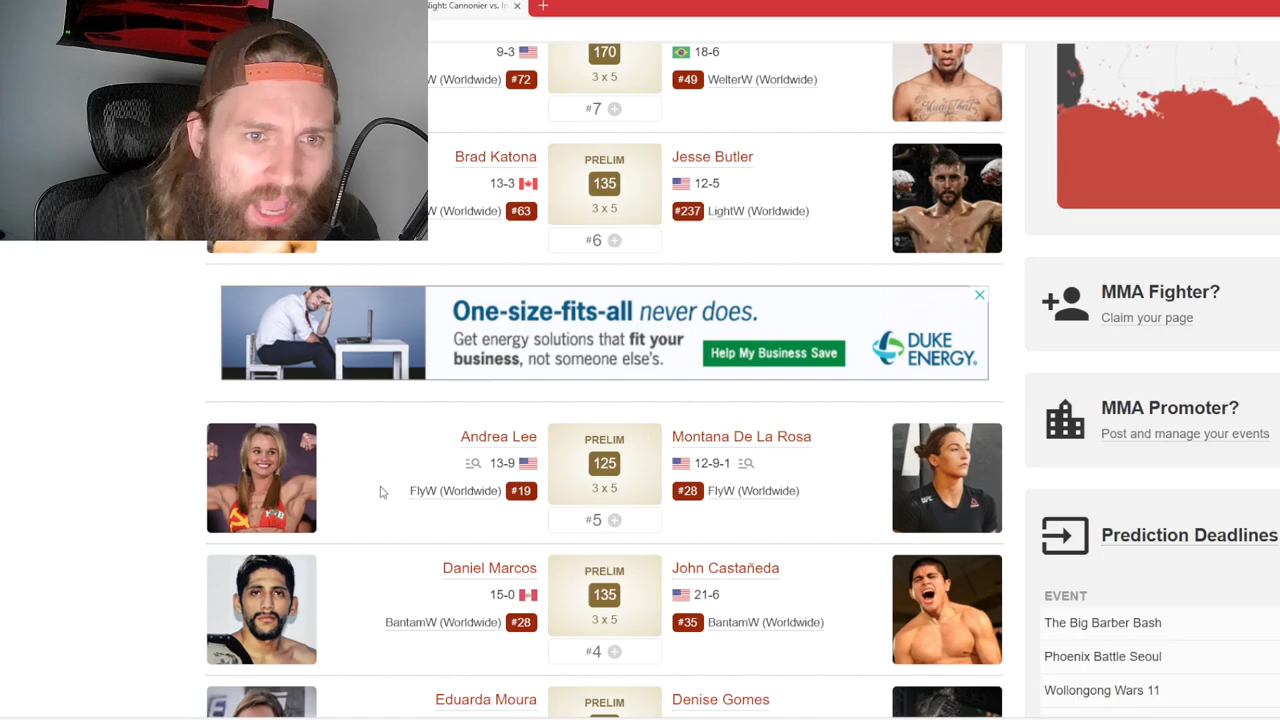 Night: Cannonier vs. In
9-3
170
18-6
W (Worldwide) #72
3 x 5
#49 WelterW (Worldwide)
#7
Brad Katona
PRELIM
Jesse Butler
13-3
135
12-5
W (Worldwide) #63
3 x 5
#237 LightW (Worldwide)
#6
One-size-fits-all never does.
Get energy solutions that fit your
business, not someone else's.
Help My Business Save
DUKE
ENERGY.
Andrea Lee
PRELIM
Montana De La Rosa
13-9
125
12-9-1
FlyW (Worldwide) #19
3 x 5
#28 FlyW (Worldwide)
#5
Daniel Marcos
PRELIM
John Castañeda
15-0
135
21-6
BantamW (Worldwide) #28
3 x 5
#35 BantamW (Worldwide)
#4
Eduarda Moura
PRELIM
Denise Gomes
MMA Fighter?
Claim your page
MMA Promoter?
Post and manage your events
Prediction Deadlines
EVENT
The Big Barber Bash
Phoenix Battle Seoul
Wollongong Wars 11